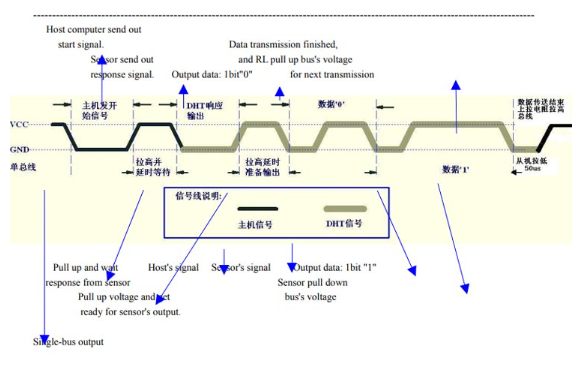 Host computer send out
start signal.
Sensor send out
response signal.
Output data: 1bit"0"
Data transmission finished,
and RL pull up bus's voltage
for next transmission
主机发开
始信号
DHT响应
输出
数据'0'
数据传送结束
上拉电阻拉高
总线
VCC
GND
单总线
拉高并
延时等待
拉高延时
准备输出
数据'1'
从机拉低
50us
信号线说明:
主机信号
DHT信号
Pull up and wait
response from sensor
Host's signal
Sensor's signal
Output data: 1bit "1"
Pull up voltage and get
ready for sensor's output.
Sensor pull down
bus's voltage
Single-bus output